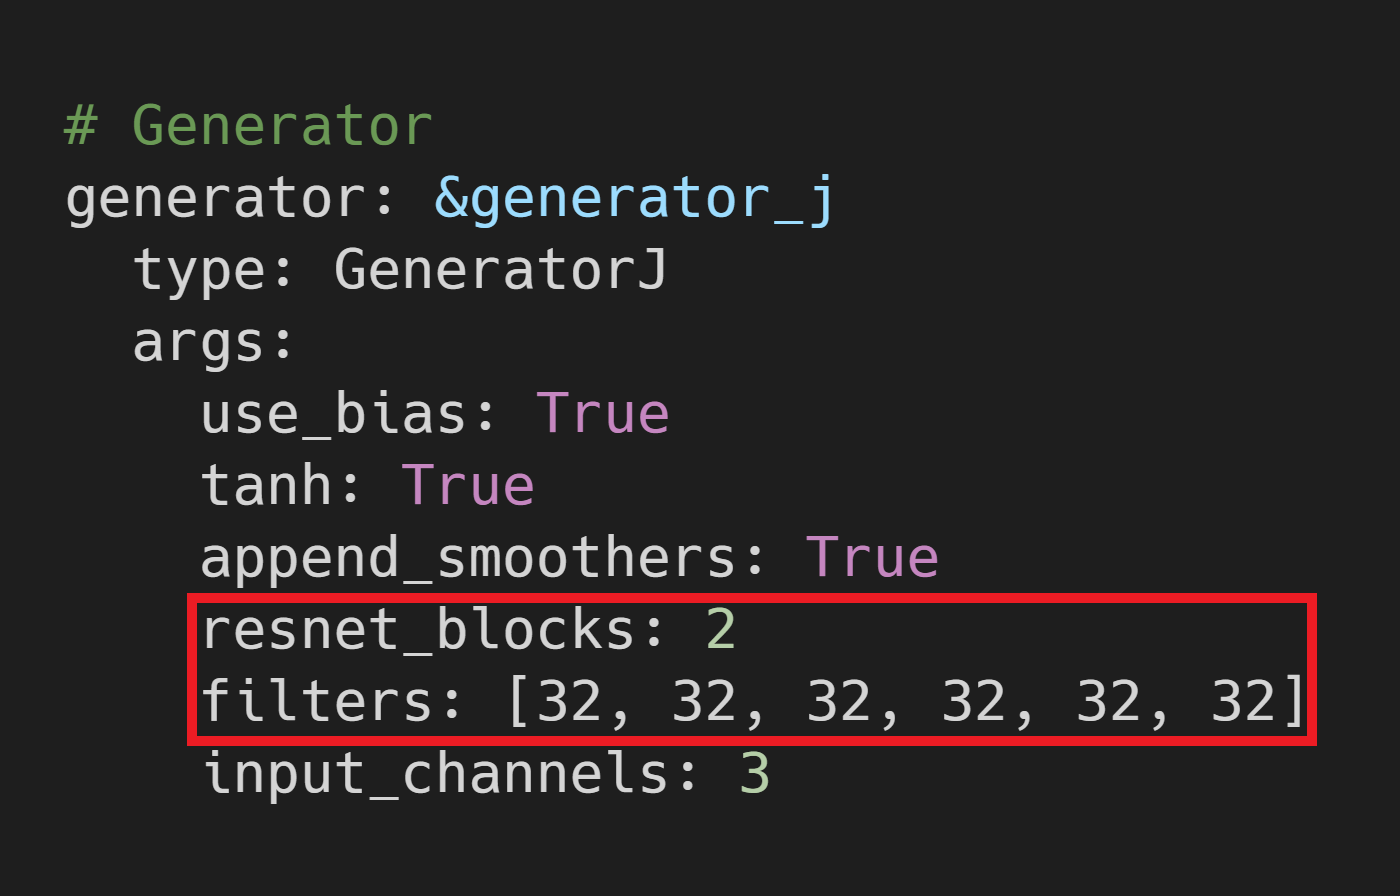 # Generator
generator: &generator_j
  type: GeneratorJ
  args:
    use_bias: True
    tanh: True
    append_smoothers: True
    resnet_blocks: 2
    filters: [32, 32, 32, 32, 32, 32]
    input_channels: 3